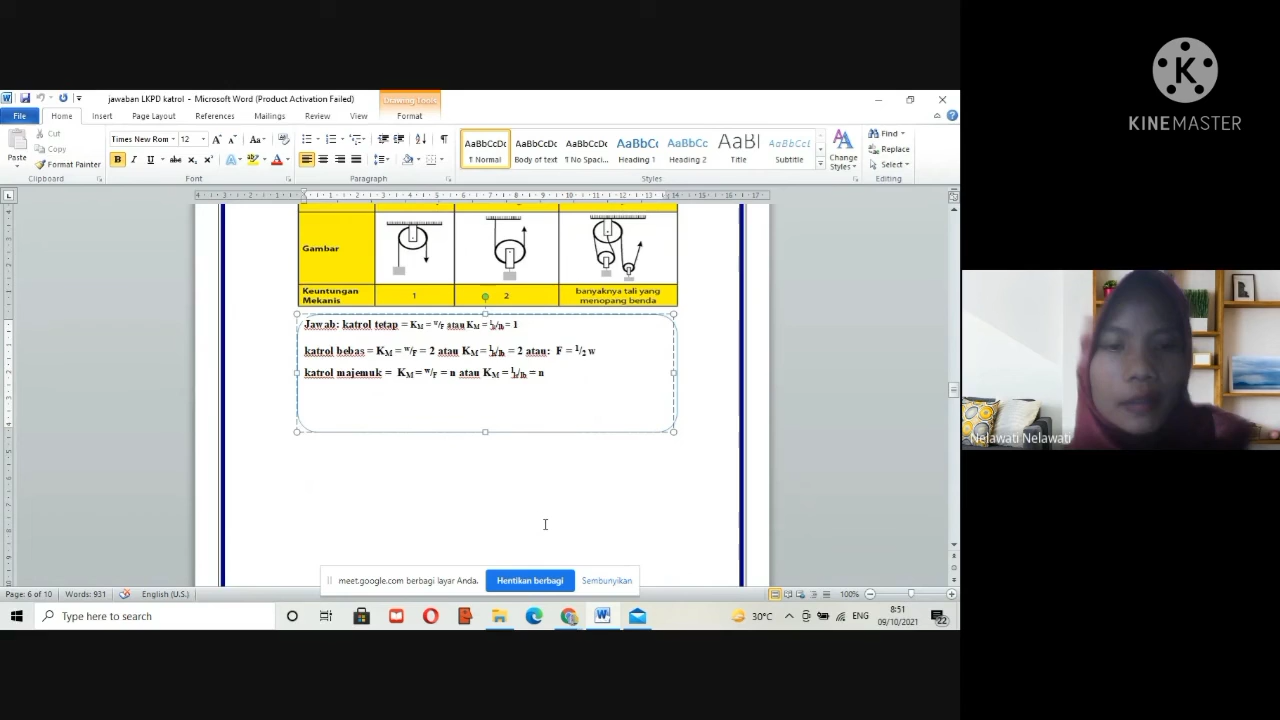 K
KINEMASTER
jawaban LKPD katrol - Microsoft Word (Product Activation Failed)
Drawing Tools
File Home Insert Page Layout References Mailings Review View Format
Paste
Cut
Copy
Format Painter
Clipboard
Times New Rom 12
Font
Paragraph
AaBbCcDc AaBbCcDc AaBbCcDc AaBbC AaBbCc AaBl AaBbCcL
¶ Normal Body of text ¶ No Spaci... Heading 1 Heading 2 Title Subtitle
Styles
Change Styles
Find
Replace
Select
Editing
Gambar
Keuntungan Mekanis 1 2 banyaknya tali yang menopang benda
Jawab: katrol tetap = KM = w/F atau KM = lk/lb = 1
katrol bebas = KM = w/F = 2 atau KM = lk/lb = 2 atau: F = 1/2 w
katrol majemuk = KM = w/F = n atau KM = lk/lb = n
meet.google.com berbagi layar Anda.
Hentikan berbagi
Sembunyikan
Page: 6 of 10 Words: 931 English (U.S.) 100%
Type here to search
30°C ENG
8:51
09/10/2021
22
Nelawati Nelawati